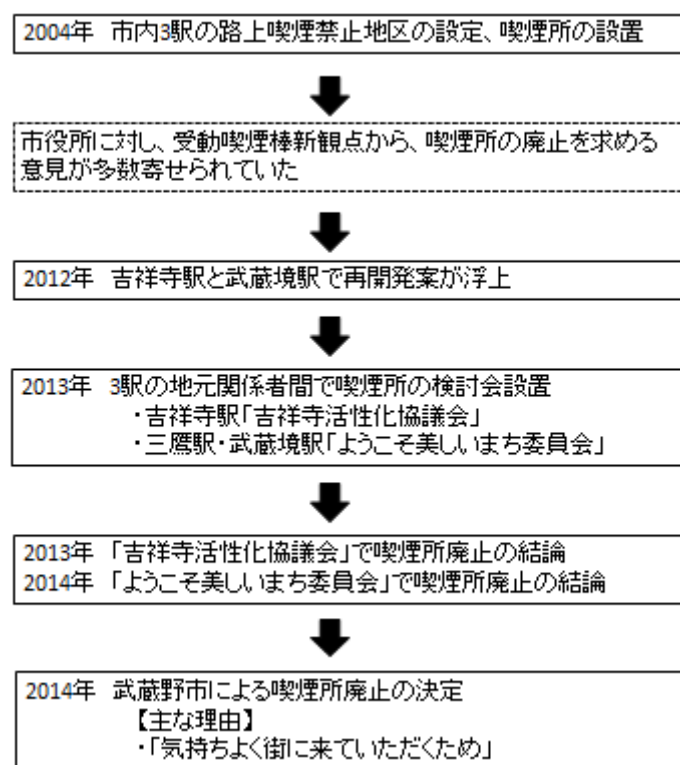 2004年 市内3駅の路上喫煙禁止地区の設定、喫煙所の設置
市役所に対し、受動喫煙棒新観点から、喫煙所の廃止を求める
意見が多数寄せられていた
2012年 吉祥寺駅と武蔵境駅で再開発案が浮上
2013年 3駅の地元関係者間で喫煙所の検討会設置
・吉祥寺駅「吉祥寺活性化協議会」
・三鷹駅・武蔵境駅「ようこそ美しいまち委員会」
2013年 「吉祥寺活性化協議会」で喫煙所廃止の結論
2014年 「ようこそ美しいまち委員会」で喫煙所廃止の結論
2014年 武蔵野市による喫煙所廃止の決定
【主な理由】
・「気持ちよく街に来ていただくため」